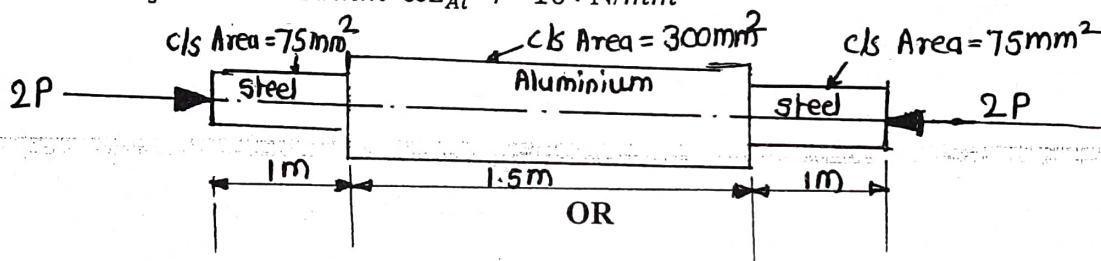 c/s Area=75mm² c/s Area = 300mm² c/s Area=75mm²
2P steel Aluminium steel 2P
1m 1.5m 1m
OR